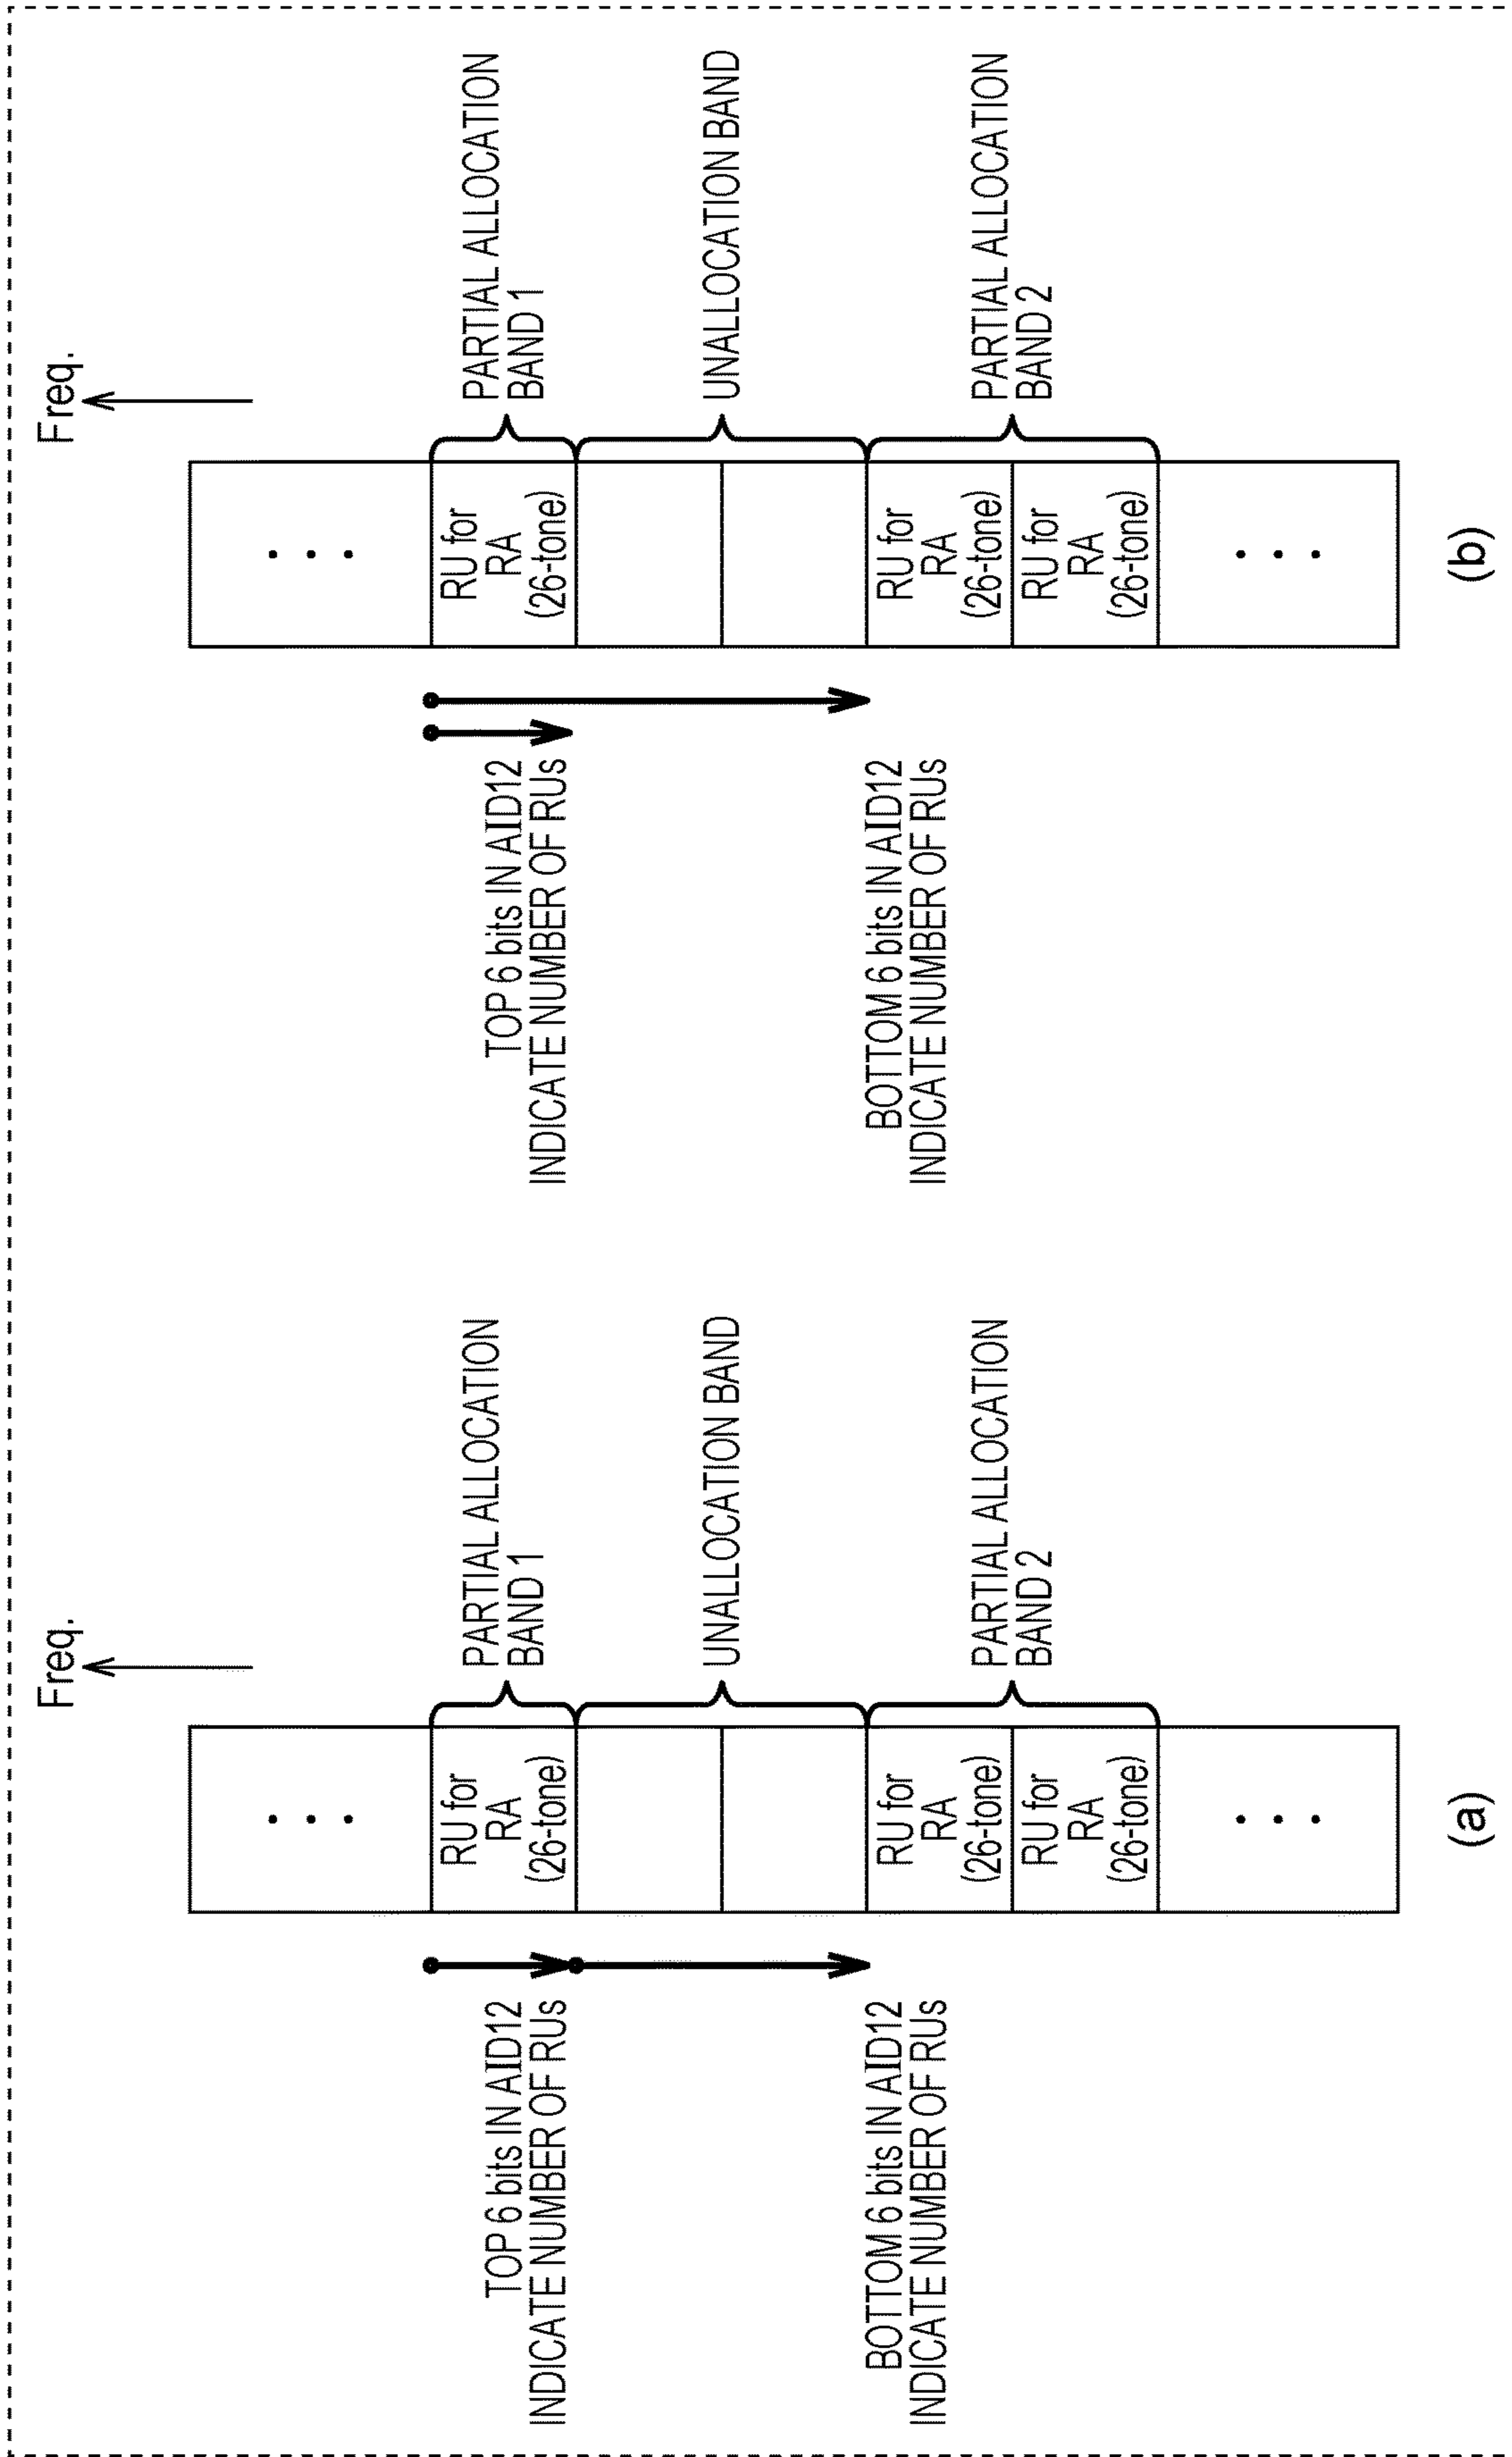 Freq.
PARTIAL ALLOCATION
BAND 1
UNALLOCATION BAND
PARTIAL ALLOCATION
BAND 2
RU for
RA
(26-tone)
RU for
RA
(26-tone)
RU for
RA
(26-tone)
TOP 6 bits IN AID12
INDICATE NUMBER OF RUs
BOTTOM 6 bits IN AID12
INDICATE NUMBER OF RUs
(a)
Freq.
PARTIAL ALLOCATION
BAND 1
UNALLOCATION BAND
PARTIAL ALLOCATION
BAND 2
RU for
RA
(26-tone)
RU for
RA
(26-tone)
RU for
RA
(26-tone)
TOP 6 bits IN AID12
INDICATE NUMBER OF RUs
BOTTOM 6 bits IN AID12
INDICATE NUMBER OF RUs
(b)